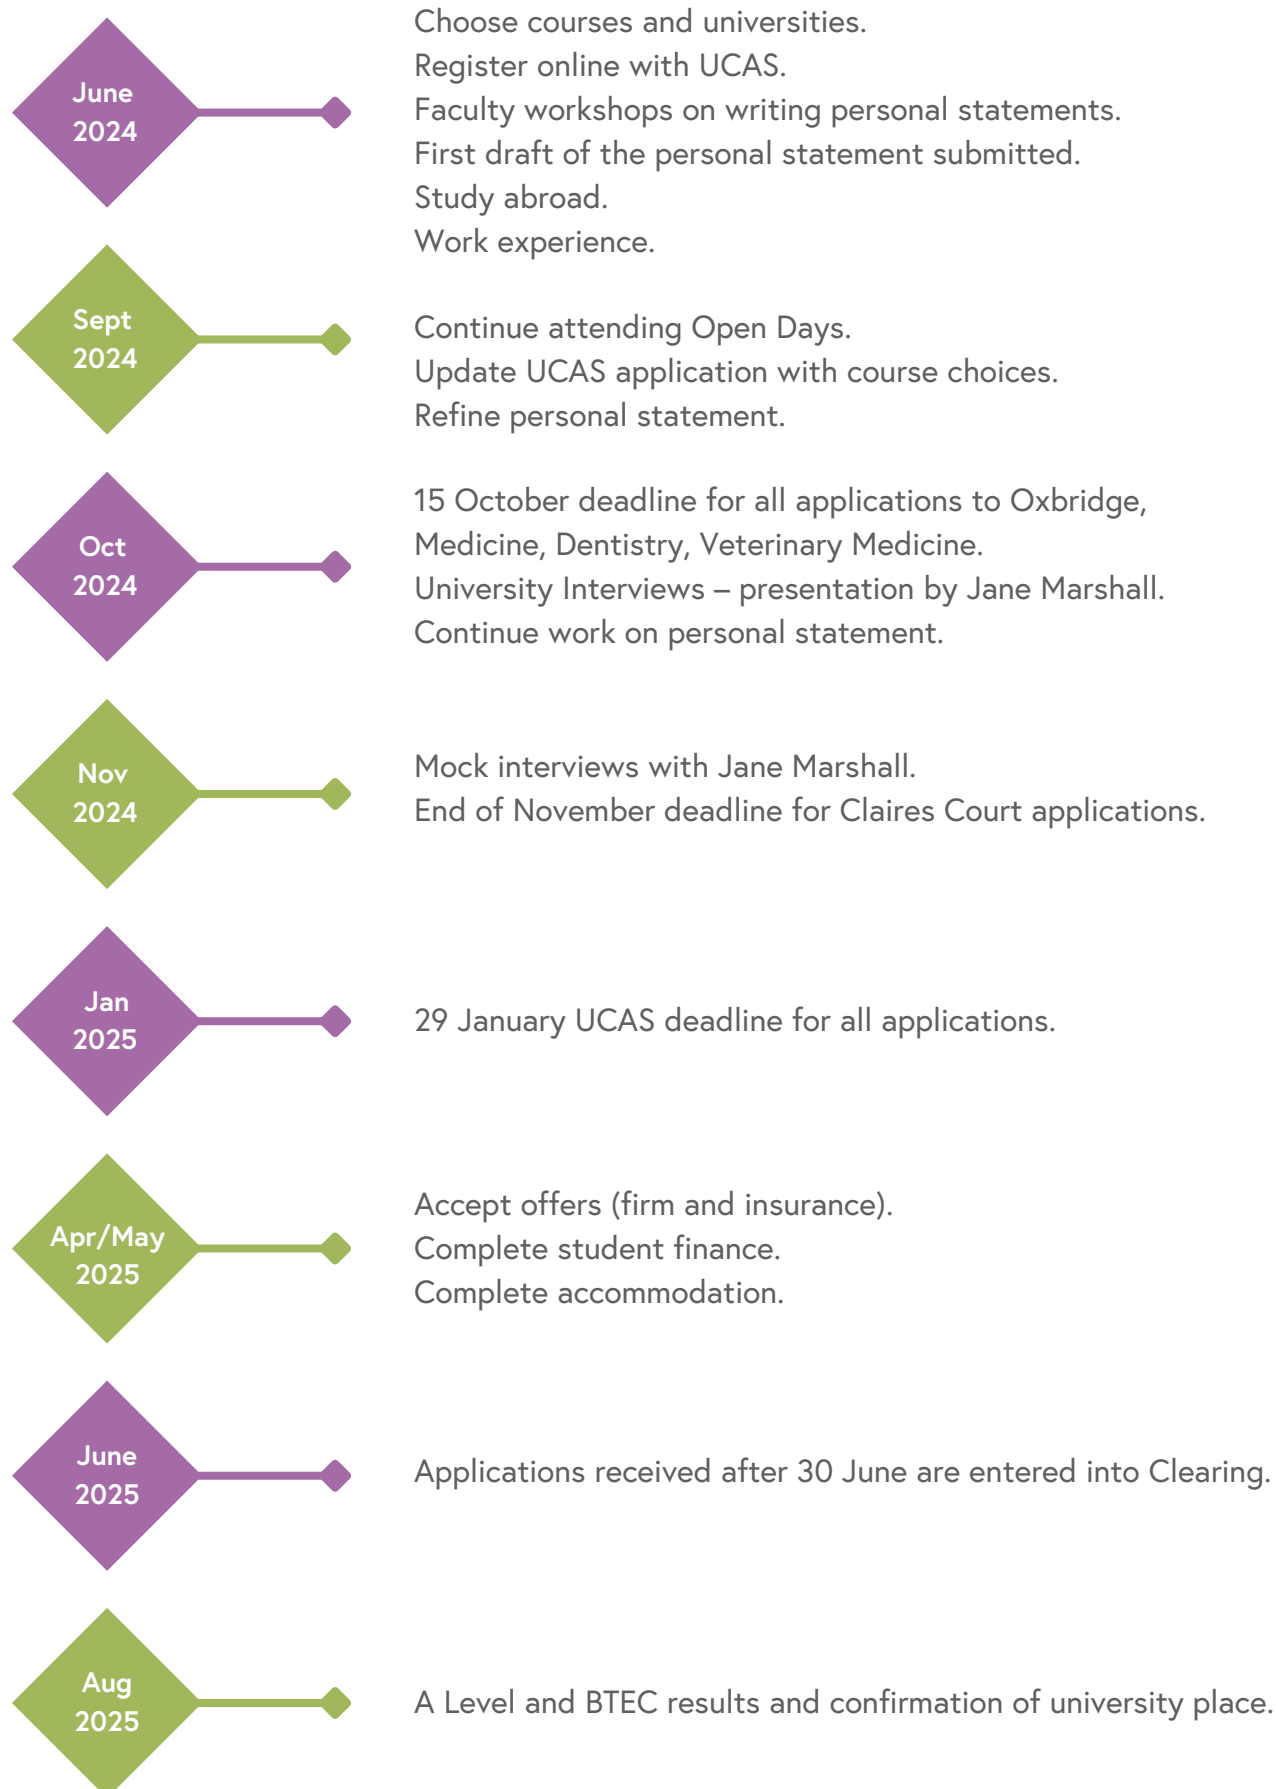 June
2024
Choose courses and universities.
Register online with UCAS.
Faculty workshops on writing personal statements.
First draft of the personal statement submitted.
Study abroad.
Work experience.
Sept
2024
Continue attending Open Days.
Update UCAS application with course choices.
Refine personal statement.
Oct
2024
15 October deadline for all applications to Oxbridge,
Medicine, Dentistry, Veterinary Medicine.
University Interviews – presentation by Jane Marshall.
Continue work on personal statement.
Nov
2024
Mock interviews with Jane Marshall.
End of November deadline for Claires Court applications.
Jan
2025
29 January UCAS deadline for all applications.
Apr/May
2025
Accept offers (firm and insurance).
Complete student finance.
Complete accommodation.
June
2025
Applications received after 30 June are entered into Clearing.
Aug
2025
A Level and BTEC results and confirmation of university place.